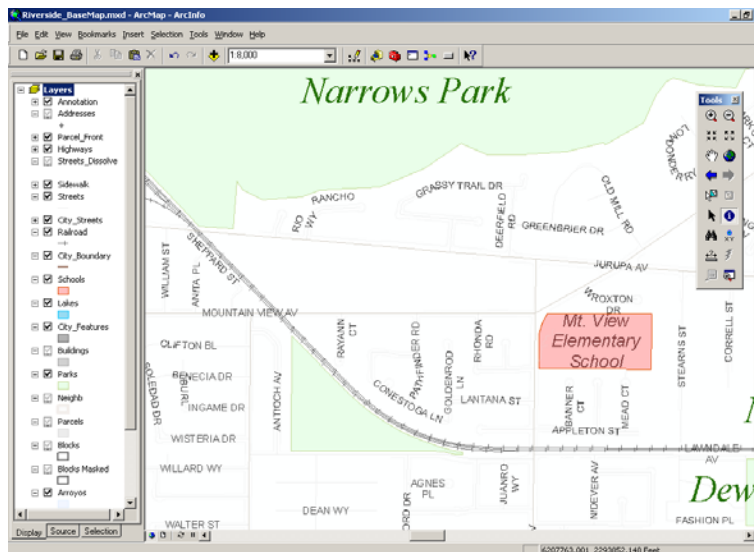 Riverside_BaseMap.mxd - ArcMap - ArcInfo
File Edit View Bookmarks Insert Selection Tools Window Help
1:8,000
Layers
Annotation
Addresses
Parcel_Front
Highways
Streets_Dissolve
Sidewalk
Streets
City_Streets
Railroad
City_Boundary
Schools
Lakes
City_Features
Buildings
Parks
Neighb
Parcels
Blocks
Blocks Masked
Arroyos
Display Source Selection
Tools
Narrows Park
RANCHO
RIO WY
GRASSY TRAIL DR
DEERFIELD RD
OLD MILL RD
GREENBRIER DR
JURUPA AV
WILLIAM ST
ANITA PL
SHEPPARD ST
MOUNTAIN VIEW AV
WROXTON DR
Mt. View
Elementary
School
STEARNS ST
CORRELL ST
CLIFTON BL
RAYANN CT
PATHFINDER RD
GOLDENROD LN
RHONDA RD
BENECIA DR
SOLEDAD DR
INGAME DR
ANTIOCH AV
CONESTOGA LN
LANTANA ST
BANNER CT
MEAD CT
APPLETON ST
WISTERIA DR
LAWNDALE AV
WILLARD WY
AGNES PL
JUANRO WY
NIDEVER AV
DEAN WY
WALTER ST
FASHION PL
Dew
6207763.001 2293052.140 Feet